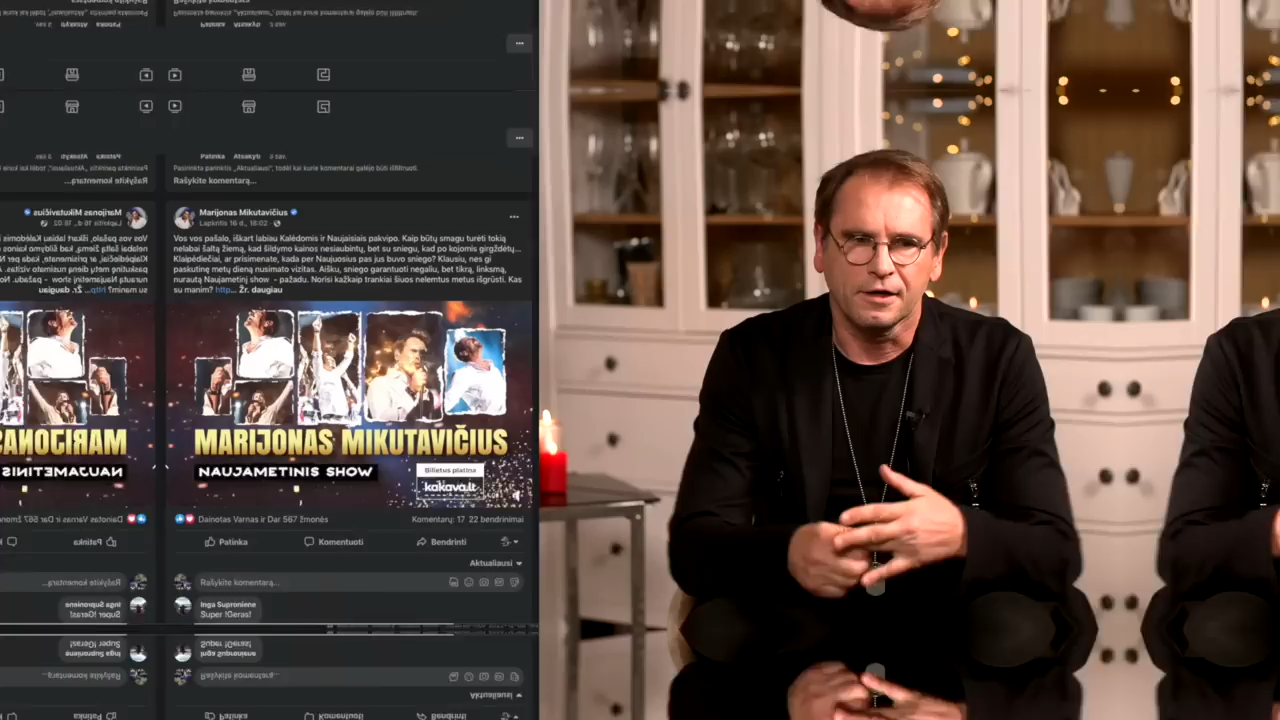 Patinka Atsakyti 3 sav.
Pasirinkta parinktis „Aktualiausi“, todėl kai kurie komentarai galėjo būti išfiltruoti.
Rašykite komentarą...
Marijonas Mikutavičius
Lapkritis 16 d., 18:02
Vos vos pašalo, iškart labiau Kalėdomis ir Naujaisiais pakvipo. Kaip būtų smagu turėti tokią
nelabai šaltą žiemą, kad šildymo kainos nesiaubintų, bet su sniegu, kad po kojomis girgždėtų...
Klaipėdiečiai, ar prisimenate, kada per Naujuosius pas jus buvo sniego? Klausiu, nes gi
paskutinę metų dieną nusimato vizitas. Aišku, sniego garantuoti negaliu, bet tikrą, linksmą,
nurautą Naujametinį show - pažadu. Norisi kažkaip trankiai šiuos nelemtus metus išgrūsti. Kas
su manim? http... Žr. daugiau
MARIJONAS MIKUTAVIČIUS
NAUJAMETINIS SHOW
Bilietus platina
kakava.lt
Dainotas Varnas ir Dar 567 žmonės
Komentarų: 17 22 bendrinimai
Patinka
Komentuoti
Bendrinti
Aktualiausi
Rašykite komentarą...
Inga Suproniene
Super !Geras!